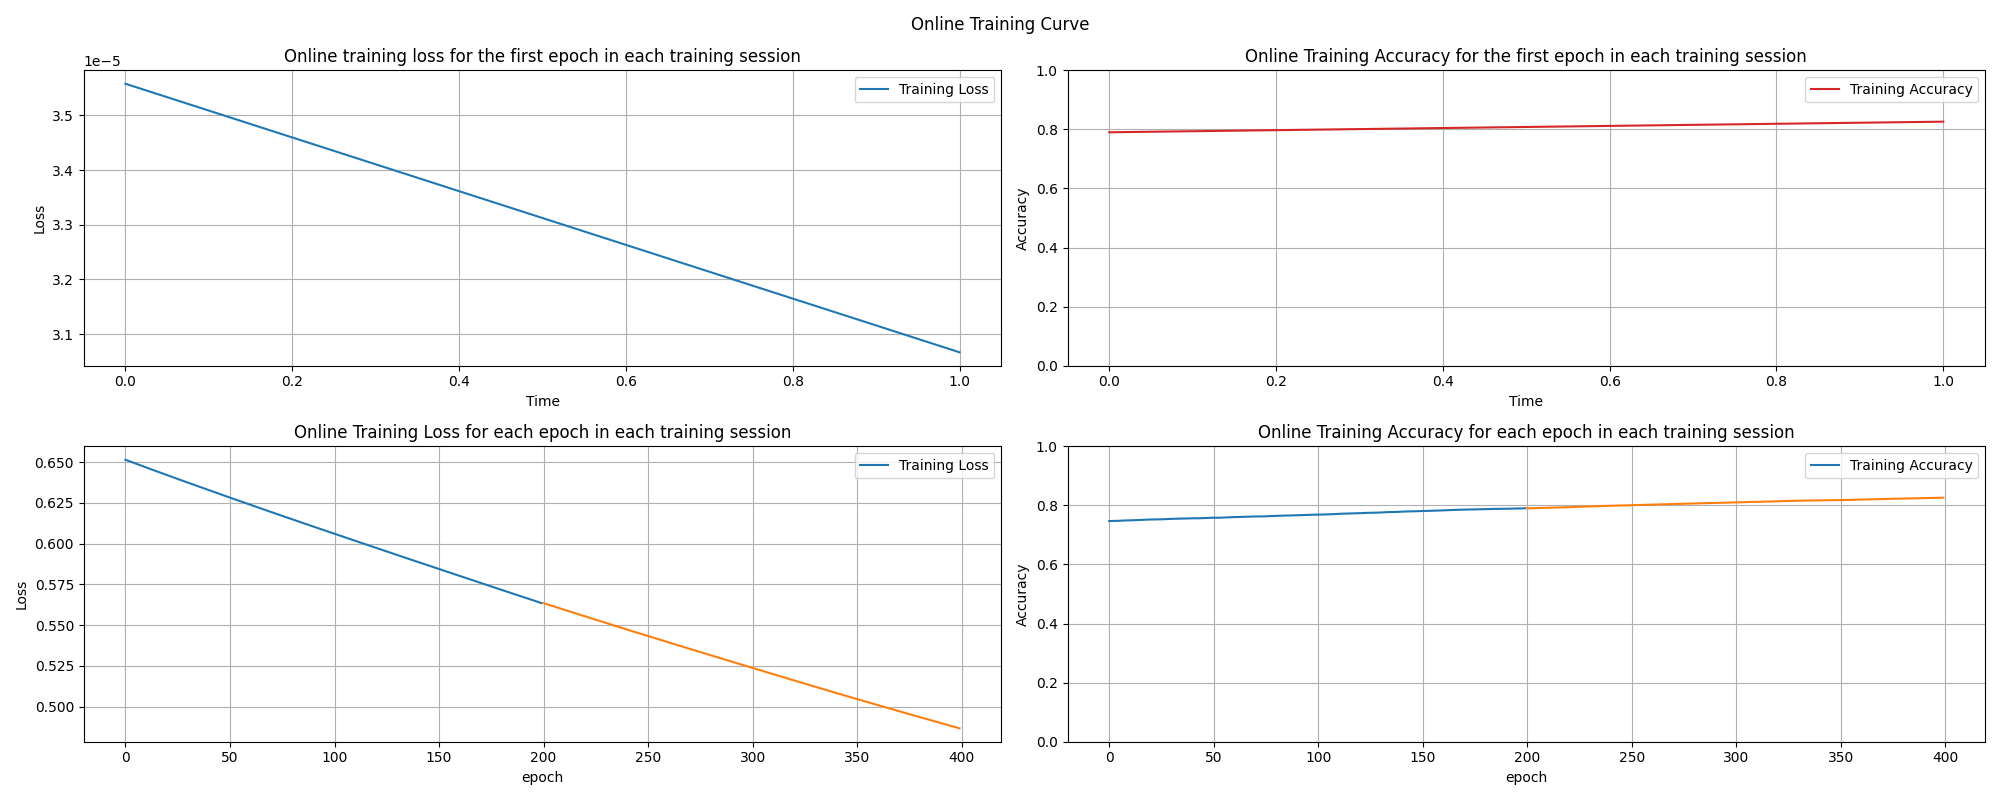 Online Training Curve
Online training loss for the first epoch in each training session
1e−5
Training Loss
3.5
3.4
3.3
3.2
3.1
Loss
0.0 0.2 0.4 0.6 0.8 1.0
Time
Online Training Accuracy for the first epoch in each training session
Training Accuracy
1.0
0.8
0.6
0.4
0.2
0.0
Accuracy
0.0 0.2 0.4 0.6 0.8 1.0
Time
Online Training Loss for each epoch in each training session
Training Loss
0.650
0.625
0.600
0.575
0.550
0.525
0.500
Loss
0 50 100 150 200 250 300 350 400
epoch
Online Training Accuracy for each epoch in each training session
Training Accuracy
1.0
0.8
0.6
0.4
0.2
0.0
Accuracy
0 50 100 150 200 250 300 350 400
epoch